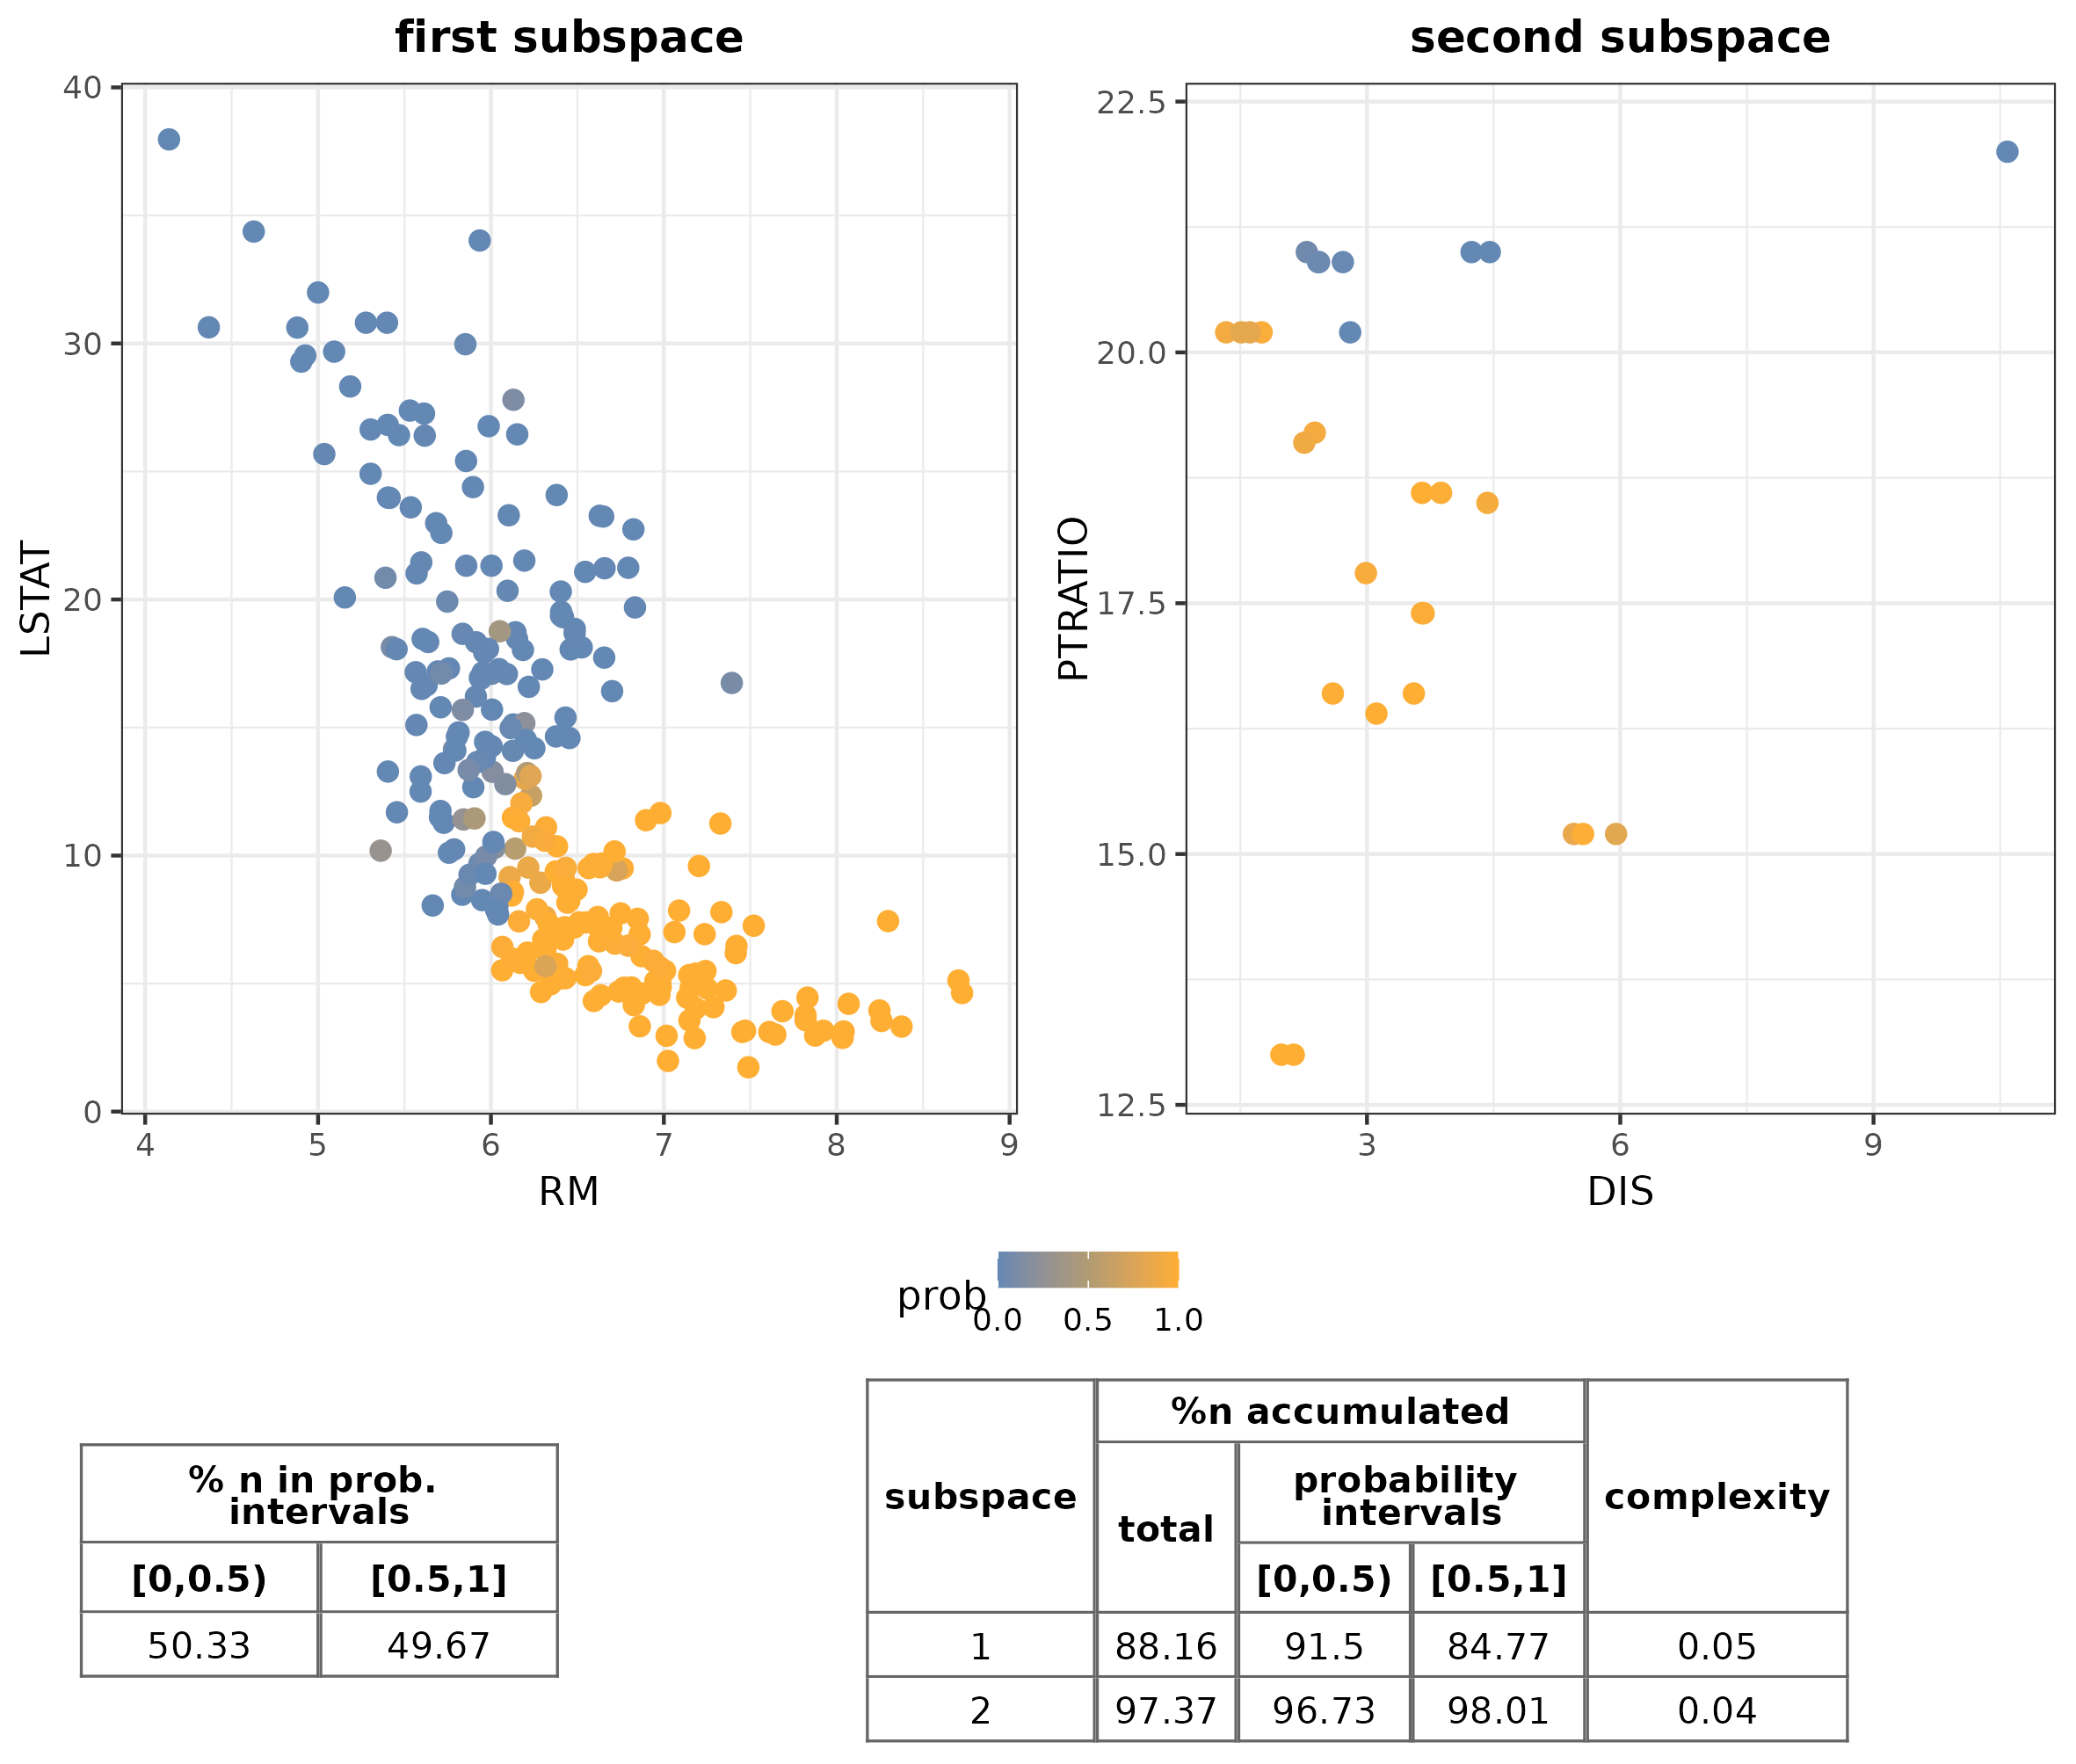 first subspace
second subspace
40
30
20
10
0
LSTAT
4 5 6 7 8 9
RM
22.5
20.0
17.5
15.0
12.5
PTRATIO
3 6 9
DIS
prob
0.0 0.5 1.0
% n in prob.
intervals
[0,0.5) [0.5,1]
50.33 49.67
%n accumulated
subspace
total
probability
intervals
complexity
[0,0.5) [0.5,1]
1 88.16 91.5 84.77 0.05
2 97.37 96.73 98.01 0.04